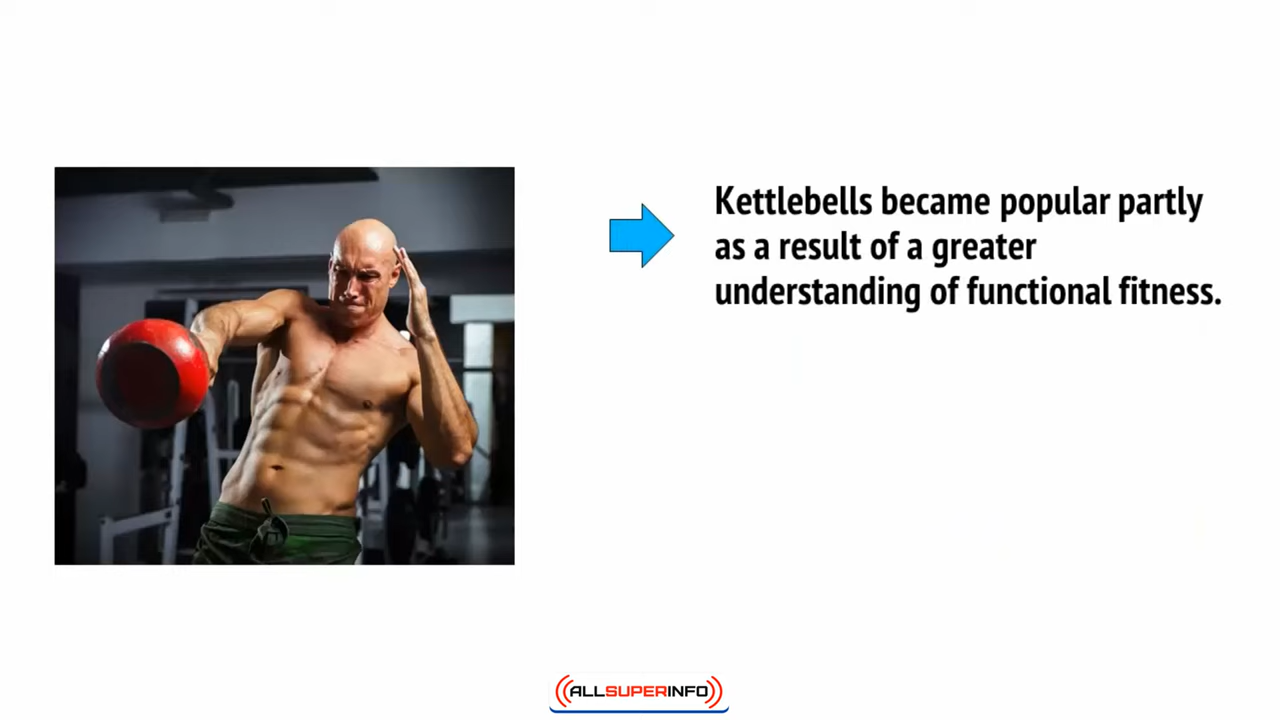 Kettlebells became popular partly
as a result of a greater
understanding of functional fitness.
ALLSUPERINFO